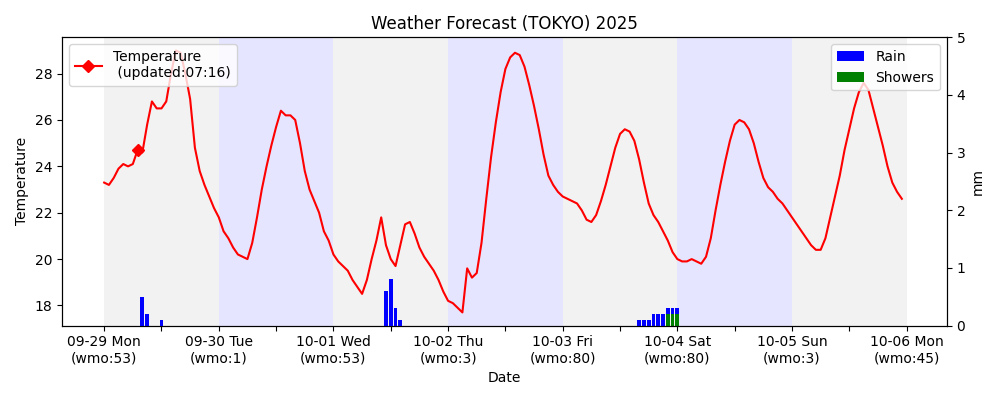 Weather Forecast (TOKYO) 2025
Temperature
(updated:07:16)
Rain
Showers
Temperature
28
26
24
22
20
18
5
4
3
2
1
0
mm
09-29 Mon
(wmo:53)
09-30 Tue
(wmo:1)
10-01 Wed
(wmo:53)
10-02 Thu
(wmo:3)
10-03 Fri
(wmo:80)
10-04 Sat
(wmo:80)
10-05 Sun
(wmo:3)
10-06 Mon
(wmo:45)
Date